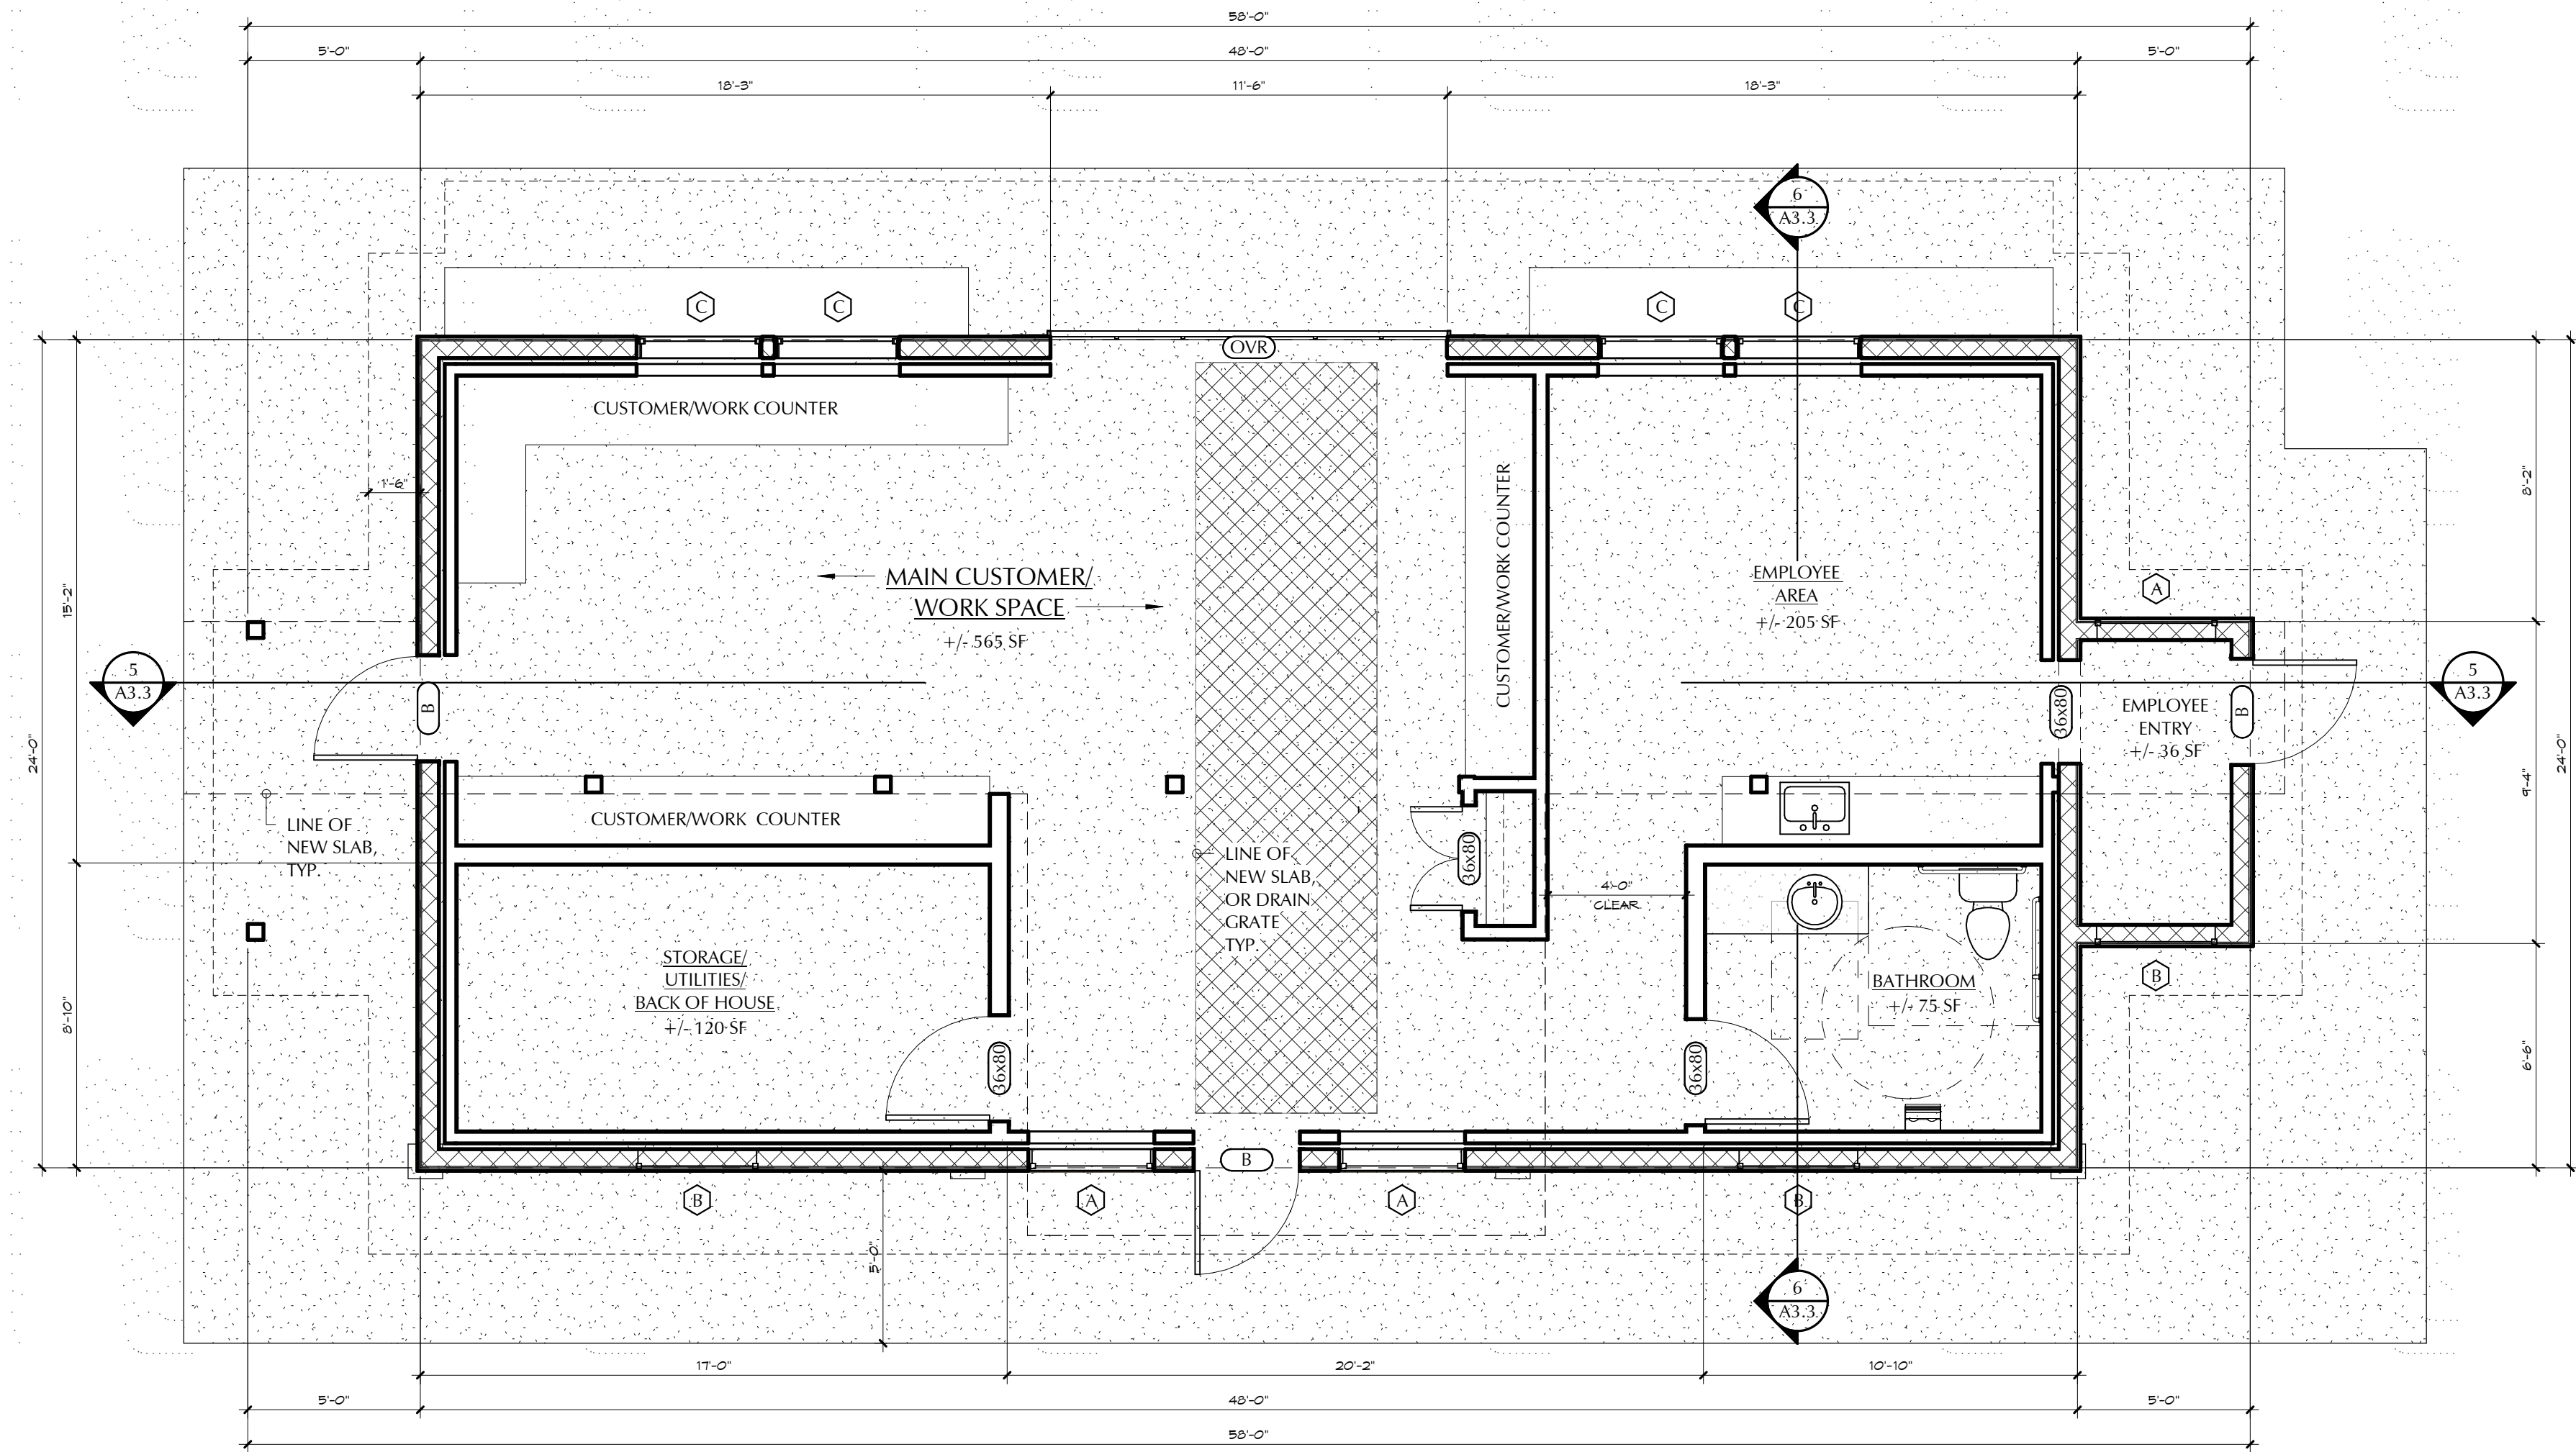 58'-0"
5'-0"
48'-0"
5'-0"
18'-3"
11'-6"
18'-3"
6
A3.3
C
C
C
C
OVR
CUSTOMER/WORK COUNTER
1'-6"
8'-2"
CUSTOMER/WORK COUNTER
MAIN CUSTOMER/
WORK SPACE
+/- 565 SF
EMPLOYEE
AREA
+/- 205 SF
A
15'-2"
5
A3.3
B
36x80
EMPLOYEE
ENTRY
+/- 36 SF
B
5
A3.3
24'-0"
24'-0"
9'-4"
LINE OF
NEW SLAB,
TYP.
CUSTOMER/WORK COUNTER
LINE OF
NEW SLAB,
OR DRAIN
GRATE
TYP.
36x80
4'-0"
CLEAR
STORAGE/
UTILITIES/
BACK OF HOUSE
+/- 120 SF
BATHROOM
+/- 75 SF
B
8'-10"
36x80
36x80
6'-6"
B
B
A
A
B
5'-0"
6
A3.3
17'-0"
20'-2"
10'-10"
5'-0"
48'-0"
5'-0"
58'-0"